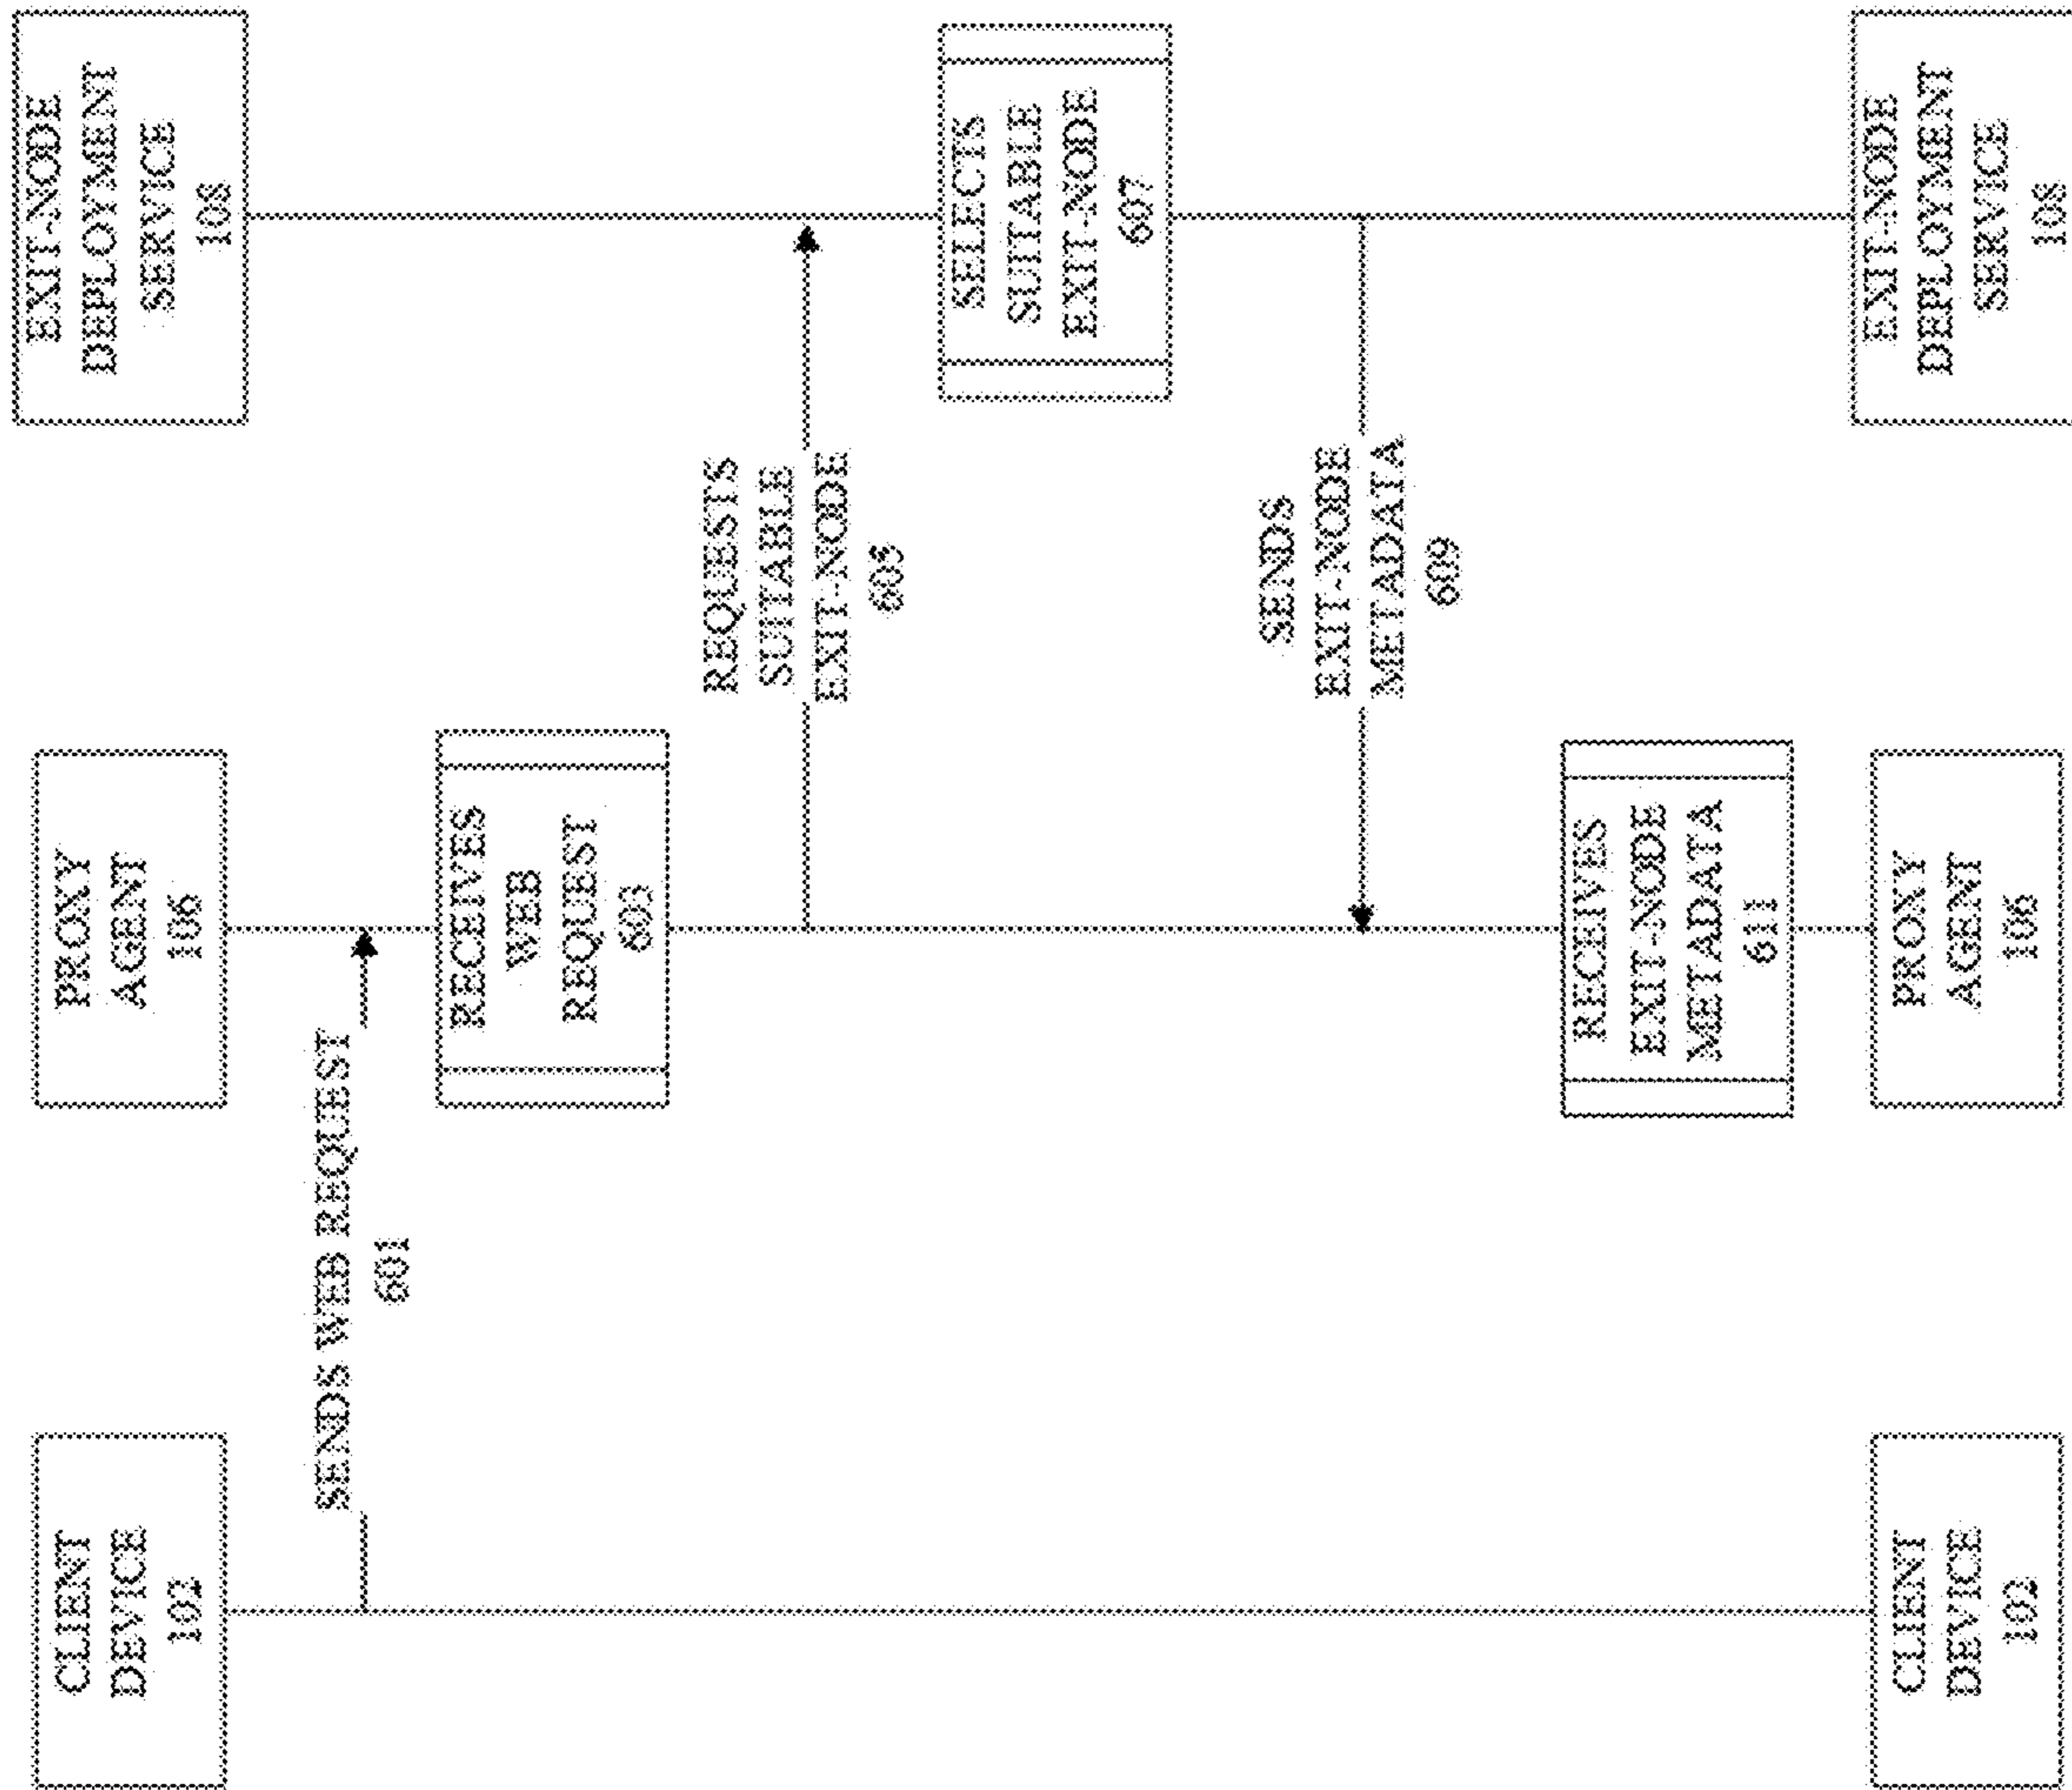 CLIENT
DEVICE
102
PROXY
AGENT
106
EXIT-NODE
DEPLOYMENT
SERVICE
108
SENDS WEB REQUEST
601
RECEIVES
WEB
REQUEST
603
REQUESTS
SUITABLE
EXIT-NODE
605
SELECTS
SUITABLE
EXIT-NODE
607
SENDS
EXIT-NODE
METADATA
609
RECEIVES
EXIT-NODE
METADATA
611
CLIENT
DEVICE
102
PROXY
AGENT
106
EXIT-NODE
DEPLOYMENT
SERVICE
108